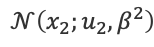 𝒩(x₂; u₂, β²)